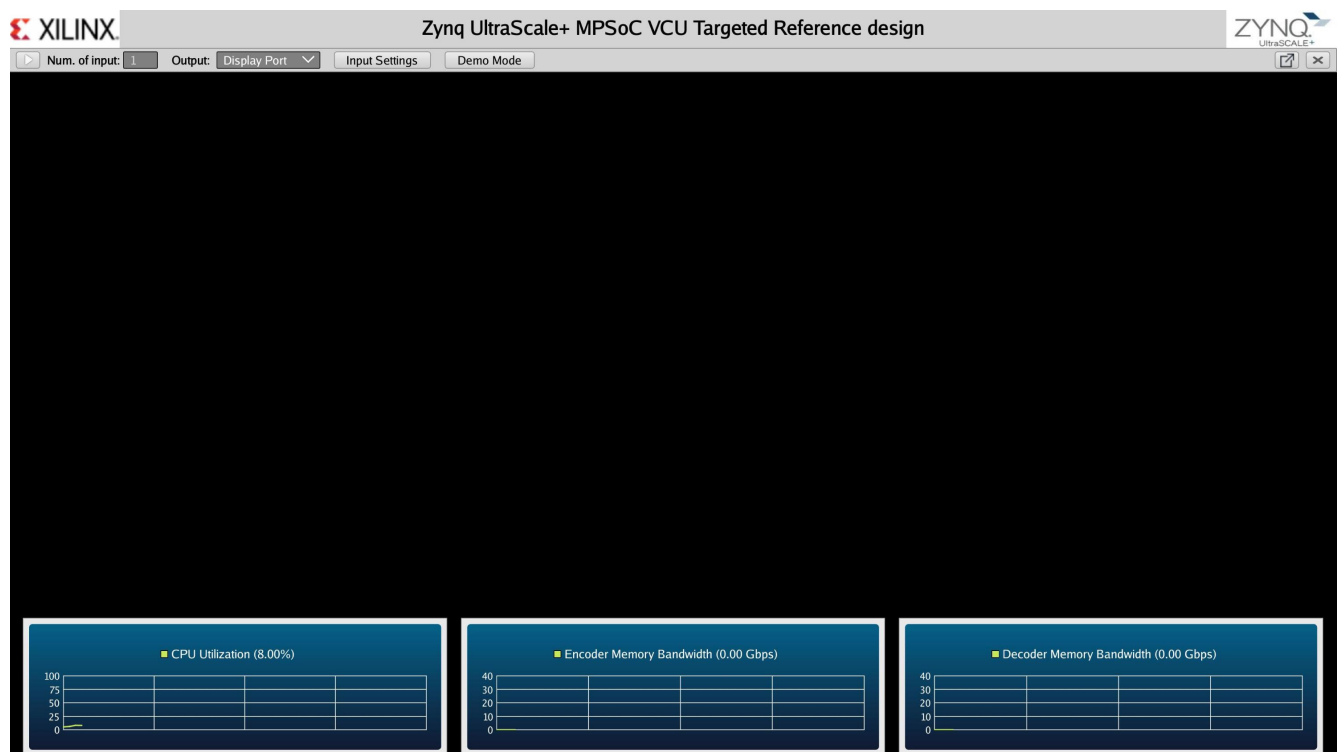 XILINX
Zynq UltraScale+ MPSoC VCU Targeted Reference design
ZYNQ
UltraSCALE+
Num. of input: 1 Output: Display Port Input Settings Demo Mode
CPU Utilization (8.00%)
100
75
50
25
0
Encoder Memory Bandwidth (0.00 Gbps)
40
30
20
10
0
Decoder Memory Bandwidth (0.00 Gbps)
40
30
20
10
0